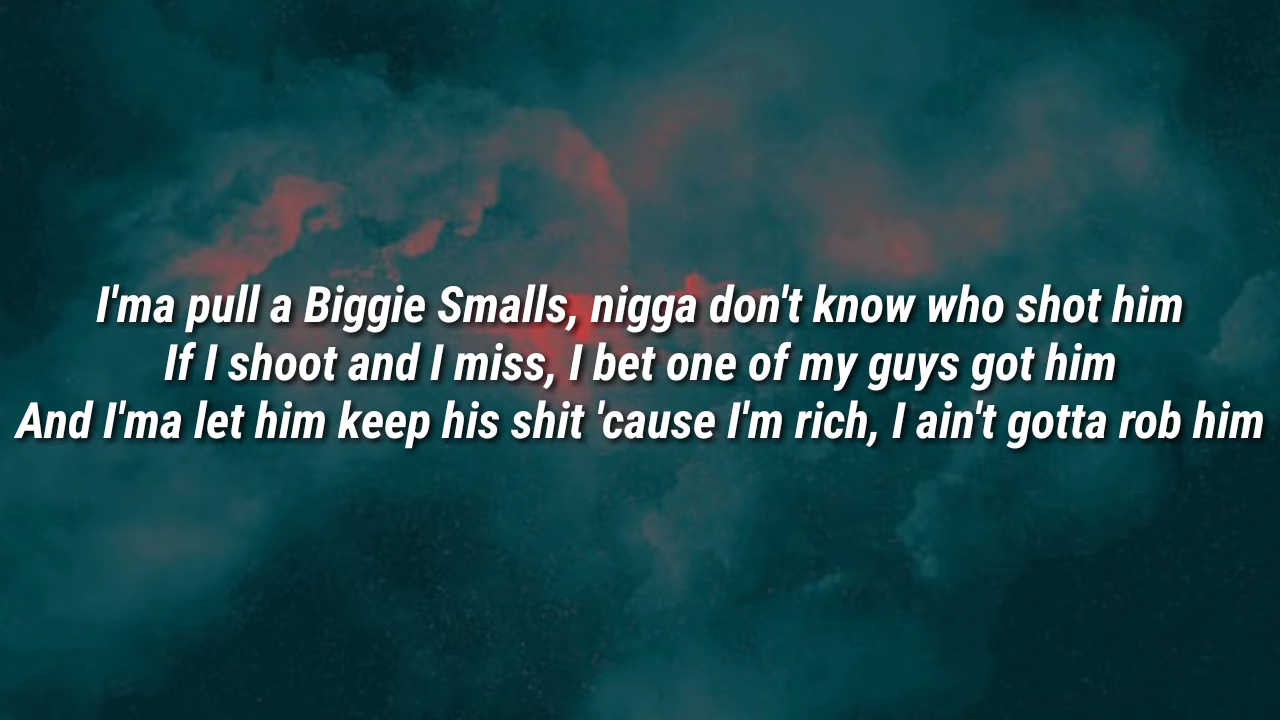 I'ma pull a Biggie Smalls, nigga don't know who shot him
If I shoot and I miss, I bet one of my guys got him
And I'ma let him keep his shit 'cause I'm rich, I ain't gotta rob him